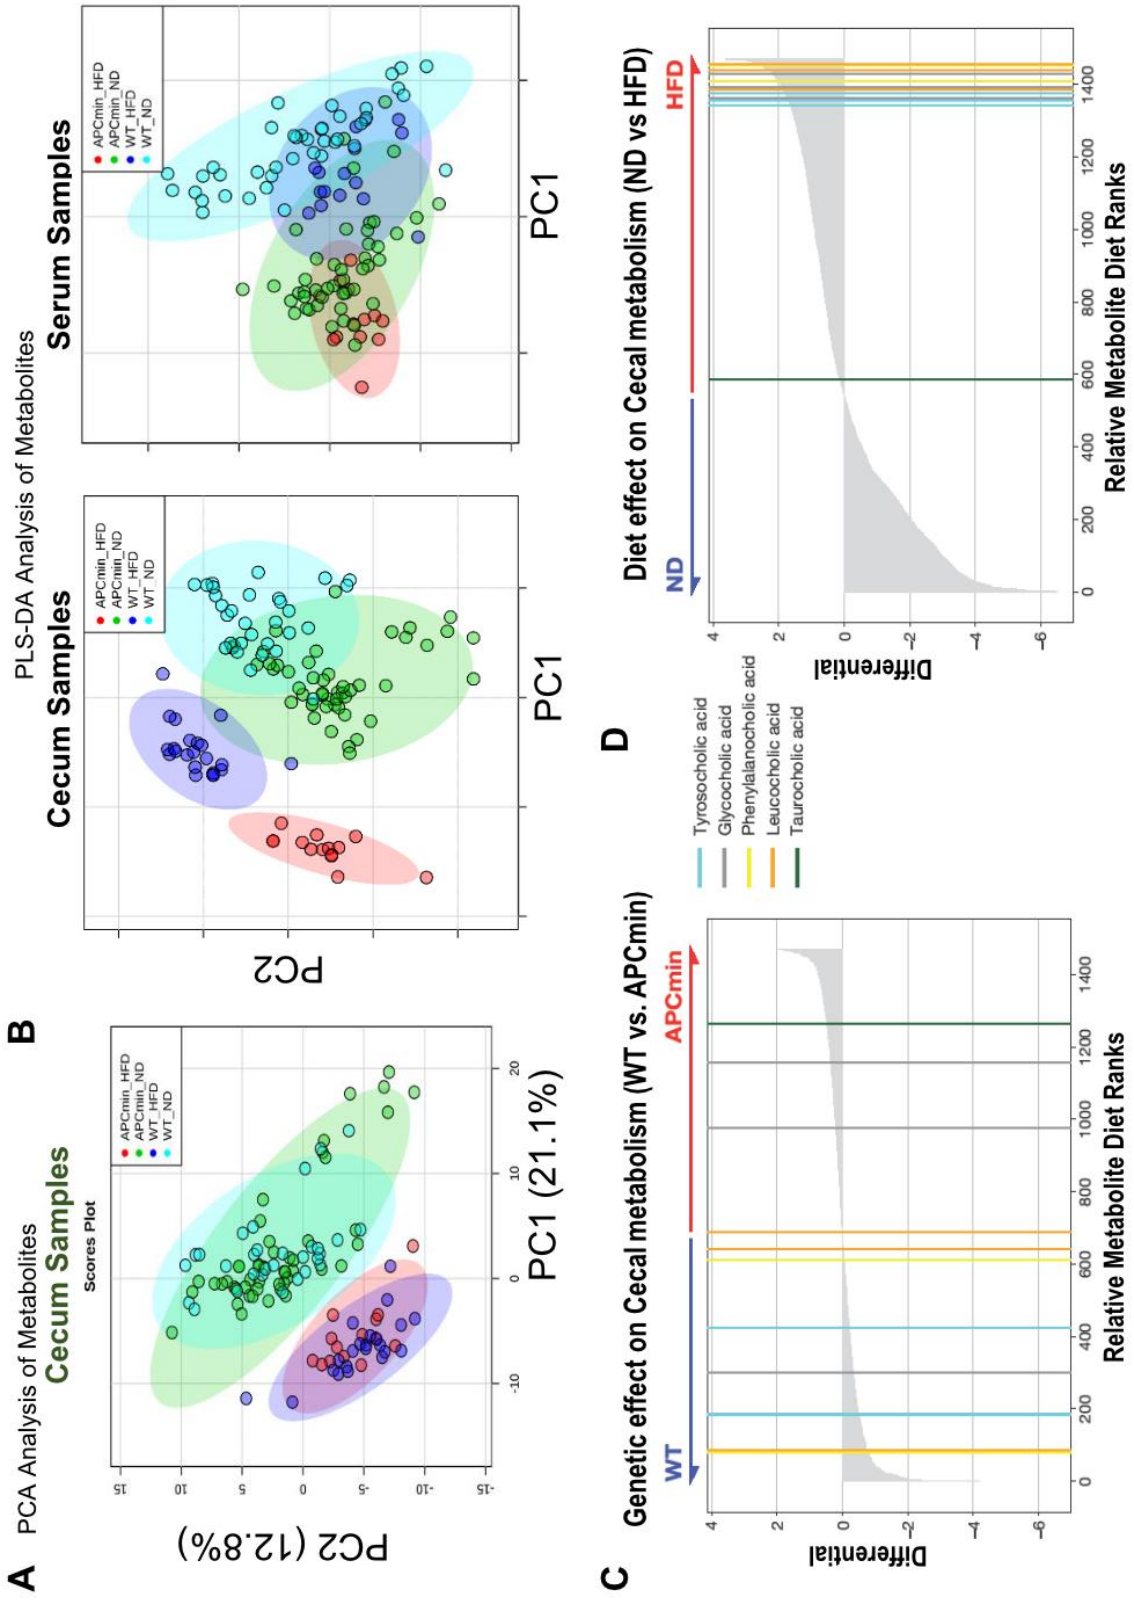 A
PCA Analysis of Metabolites
Cecum Samples
Scores Plot
APCmin_HFD
APCmin_ND
WT_HFD
WT_ND
15
10
5
0
-5
-10
-15
PC2 (12.8%)
-10
0
10
20
PC1 (21.1%)
B
PLS-DA Analysis of Metabolites
Cecum Samples
APCmin_HFD
APCmin_ND
WT_HFD
WT_ND
PC2
PC1
Serum Samples
APCmin_HFD
APCmin_ND
WT_HFD
WT_ND
PC1
C
Genetic effect on Cecal metabolism (WT vs. APCmin)
WT
APCmin
4
2
0
-2
-4
-6
Differential
0
200
400
600
800
1000
1200
1400
Relative Metabolite Diet Ranks
Tyrosocholic acid
Glycocholic acid
Phenylalanocholic acid
Leucocholic acid
Taurocholic acid
D
Diet effect on Cecal metabolism (ND vs HFD)
ND
HFD
4
2
0
-2
-4
-6
Differential
0
200
400
600
800
1000
1200
1400
Relative Metabolite Diet Ranks